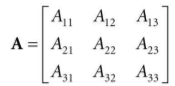 A₁₁ A₁₂ A₁₃
A = A₂₁ A₂₂ A₂₃
A₃₁ A₃₂ A₃₃